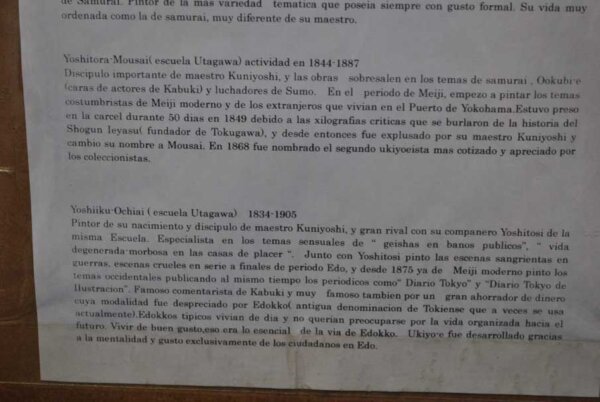 de Samurai. Pintor de la mas variedad tematica que poseia siempre con gusto formal. Su vida muy
ordenada como la de samurai, muy diferente de su maestro.
Yoshitora-Mousai( escuela Utagawa) actividad en 1844-1887
Discipulo importante de maestro Kuniyoshi, y las obras sobresalen en los temas de samurai , Ookubi-e
(caras de actores de Kabuki) y luchadores de Sumo. En el periodo de Meiji, empezo a pintar los temas
costumbristas de Meiji moderno y de los extranjeros que vivian en el Puerto de Yokohama.Estuvo preso
en la carcel durante 50 dias en 1849 debido a las xilografias criticas que se burlaron de la historia del
Shogun Ieyasu( fundador de Tokugawa), y desde entonces fue explusado por su maestro Kuniyoshi y
cambio su nombre a Mousai. En 1868 fue nombrado el segundo ukiyoeista mas cotizado y apreciado por
los coleccionistas.
Yoshiiku-Ochiai ( escuela Utagawa) 1834-1905
Pintor de su nacimiento y discipulo de maestro Kuniyoshi, y gran rival con su companero Yoshitosi de la
misma Escuela. Especialista en los temas sensuales de “ geishas en banos publicos”, “ vida
degenerada·morbosa en las casas de placer “. Junto con Yoshitosi pinto las escenas sangrientas en
guerras, escenas crueles en serie a finales de periodo Edo, y desde 1875 ya de Meiji moderno pinto los
temas occidentales publicando al mismo tiempo los periodicos como” Diario Tokyo” y “Diario Tokyo de
Ilustracion”. Famoso comentarista de Kabuki y muy famoso tambien por un gran ahorrador de dinero
cuya modalidad fue despreciado por Edokko( antigua denominacion de Tokiense que a veces se usa
actualmente).Edokkos tipicos vivian de dia y no querian preocuparse por la vida organizada hacia el
futuro. Vivir de buen gusto,eso era lo esencial de la via de Edokko. Ukiyo-e fue desarrollado gracias
a la mentalidad y gusto exclusivamente de los ciudadanos en Edo.